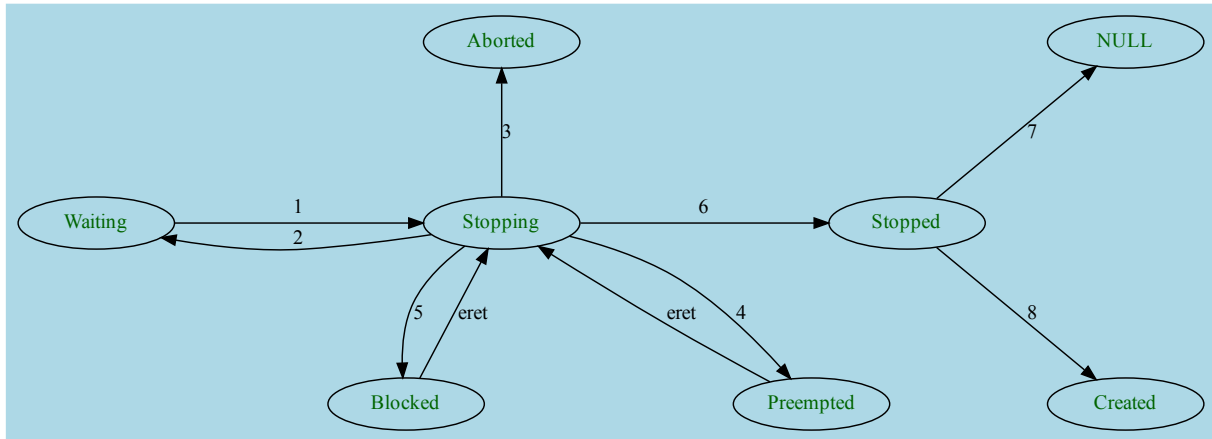 Aborted
NULL
3
7
Waiting
1
Stopping
6
Stopped
2
5
eret
eret
4
8
Blocked
Preempted
Created